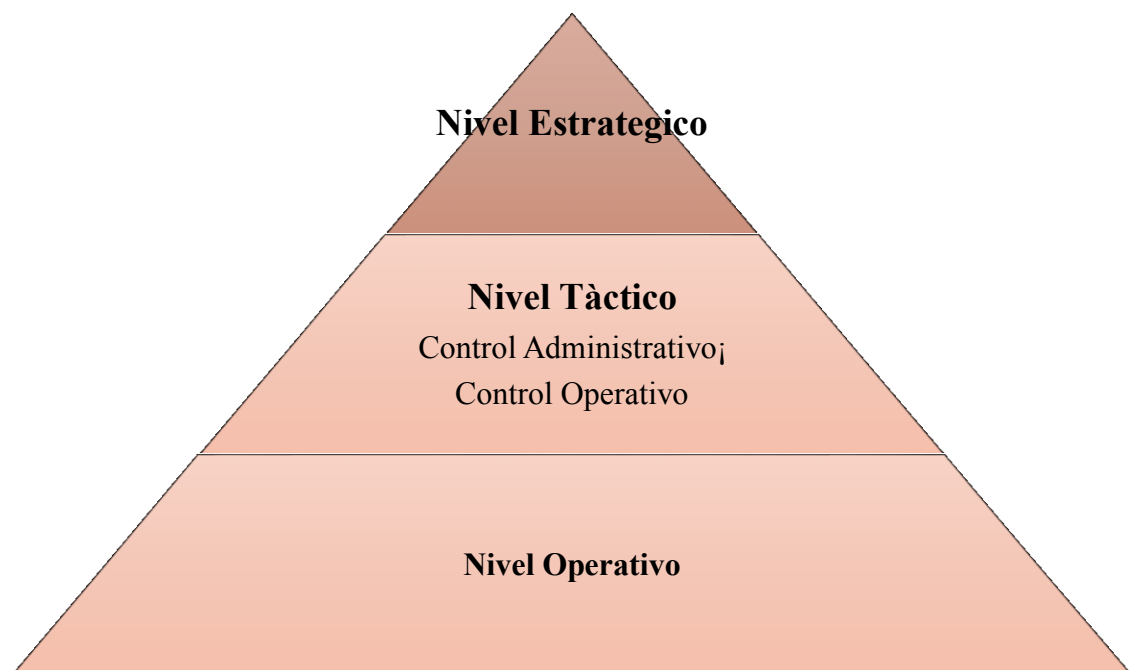 Nivel Estrategico
Nivel Tàctico
Control Administrativo¡
Control Operativo
Nivel Operativo